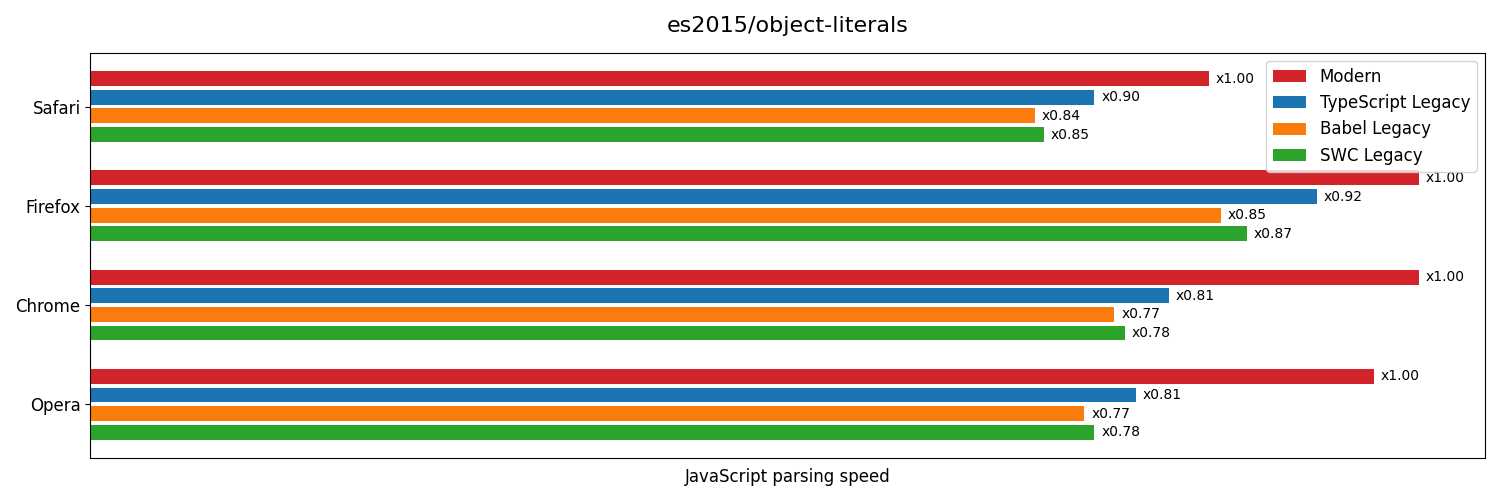 es2015/object-literals
Safari
x1.00
x0.90
x0.84
x0.85
Modern
TypeScript Legacy
Babel Legacy
SWC Legacy
Firefox
x1.00
x0.92
x0.85
x0.87
Chrome
x1.00
x0.81
x0.77
x0.78
Opera
x1.00
x0.81
x0.77
x0.78
JavaScript parsing speed